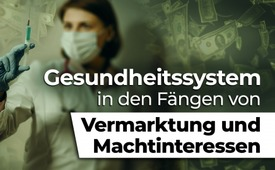 Gesundheitssystem
in den Fängen von
Vermarktung und
Machtinteressen